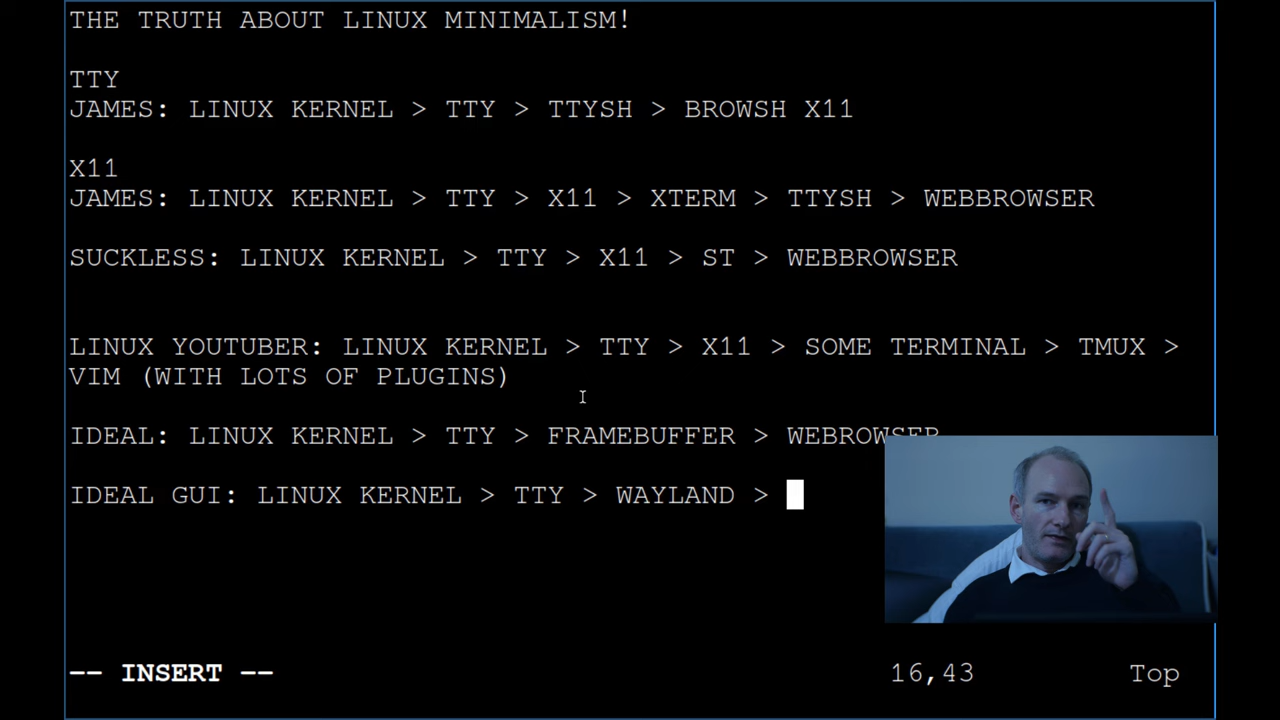 THE TRUTH ABOUT LINUX MINIMALISM!
TTY
JAMES: LINUX KERNEL > TTY > TTYSH > BROWSH X11
X11
JAMES: LINUX KERNEL > TTY > X11 > XTERM > TTYSH > WEBBROWSER
SUCKLESS: LINUX KERNEL > TTY > X11 > ST > WEBBROWSER
LINUX YOUTUBER: LINUX KERNEL > TTY > X11 > SOME TERMINAL > TMUX >
VIM (WITH LOTS OF PLUGINS)
IDEAL: LINUX KERNEL > TTY > FRAMEBUFFER > WEBROWSER
IDEAL GUI: LINUX KERNEL > TTY > WAYLAND >
-- INSERT -- 16,43 Top